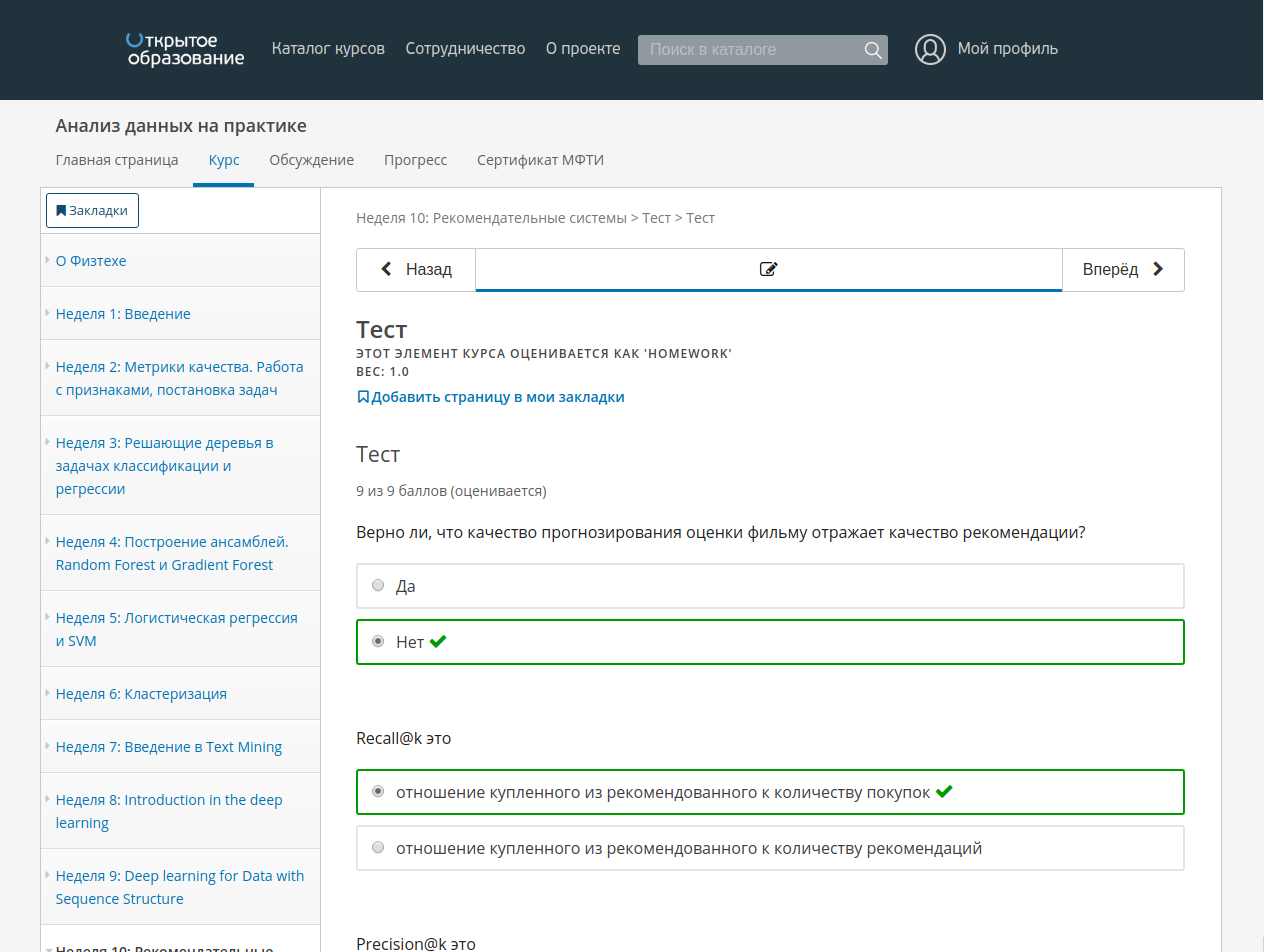 Открытое
образование
Каталог курсов
Сотрудничество
О проекте
Поиск в каталоге
Мой профиль
Анализ данных на практике
Главная страница
Курс
Обсуждение
Прогресс
Сертификат МФТИ
Закладки
О Физтехе
Неделя 1: Введение
Неделя 2: Метрики качества. Работа
с признаками, постановка задач
Неделя 3: Решающие деревья в
задачах классификации и
регрессии
Неделя 4: Построение ансамблей.
Random Forest и Gradient Forest
Неделя 5: Логистическая регрессия
и SVM
Неделя 6: Кластеризация
Неделя 7: Введение в Text Mining
Неделя 8: Introduction in the deep
learning
Неделя 9: Deep learning for Data with
Sequence Structure
Неделя 10: Рекомендательные
Неделя 10: Рекомендательные системы > Тест > Тест
Назад
Вперёд
Тест
ЭТОТ ЭЛЕМЕНТ КУРСА ОЦЕНИВАЕТСЯ КАК 'HOMEWORK'
ВЕС: 1.0
Добавить страницу в мои закладки
Тест
9 из 9 баллов (оценивается)
Верно ли, что качество прогнозирования оценки фильму отражает качество рекомендации?
Да
Нет
Recall@k это
отношение купленного из рекомендованного к количеству покупок
отношение купленного из рекомендованного к количеству рекомендаций
Precision@k это